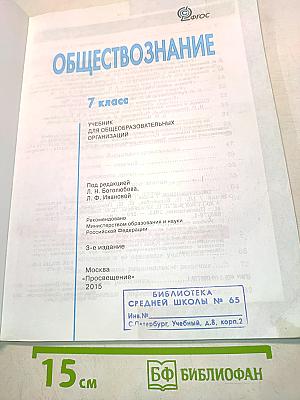 ФГОС
ОБЩЕСТВОЗНАНИЕ
7 класс
УЧЕБНИК
ДЛЯ ОБЩЕОБРАЗОВАТЕЛЬНЫХ
ОРГАНИЗАЦИЙ
Под редакцией
Л. Н. Боголюбова,
Л. Ф. Ивановой
Рекомендовано
Министерством образования и науки
Российской Федерации
3-е издание
Москва
«Просвещение»
2015
БИБЛИОТЕКА
СРЕДНЕЙ ШКОЛЫ № 65
Инв.№
С.Петербург, Учебный, д.8, корп.2
15 см
БФ БИБЛИОФАН